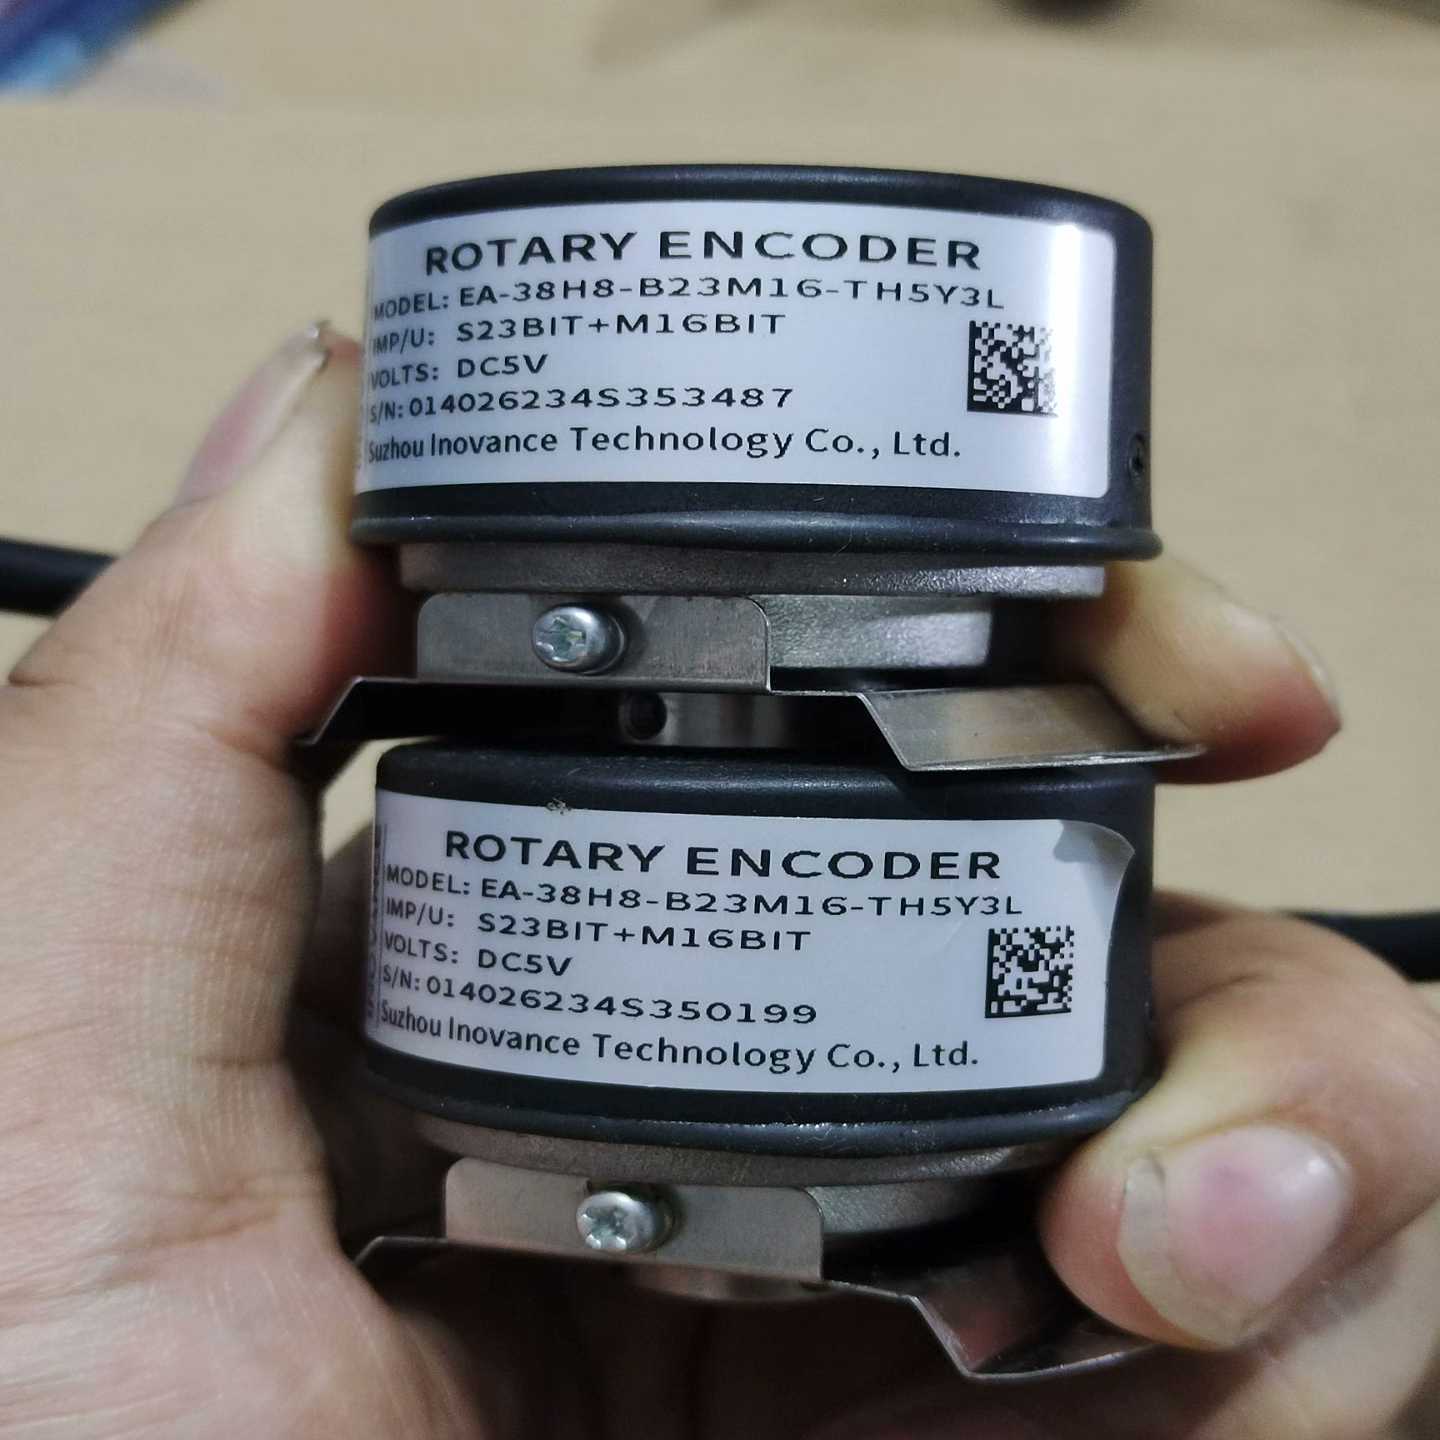 ROTARY ENCODER
MODEL: EA-38H8-B23M16-TH5Y3L
IMP/U: S23BIT+M16BIT
VOLTS: DC5V
S/N: 014026234S353487
Suzhou Inovance Technology Co., Ltd.
ROTARY ENCODER
MODEL: EA-38H8-B23M16-TH5Y3L
IMP/U: S23BIT+M16BIT
VOLTS: DC5V
S/N: 014026234S350199
Suzhou Inovance Technology Co., Ltd.